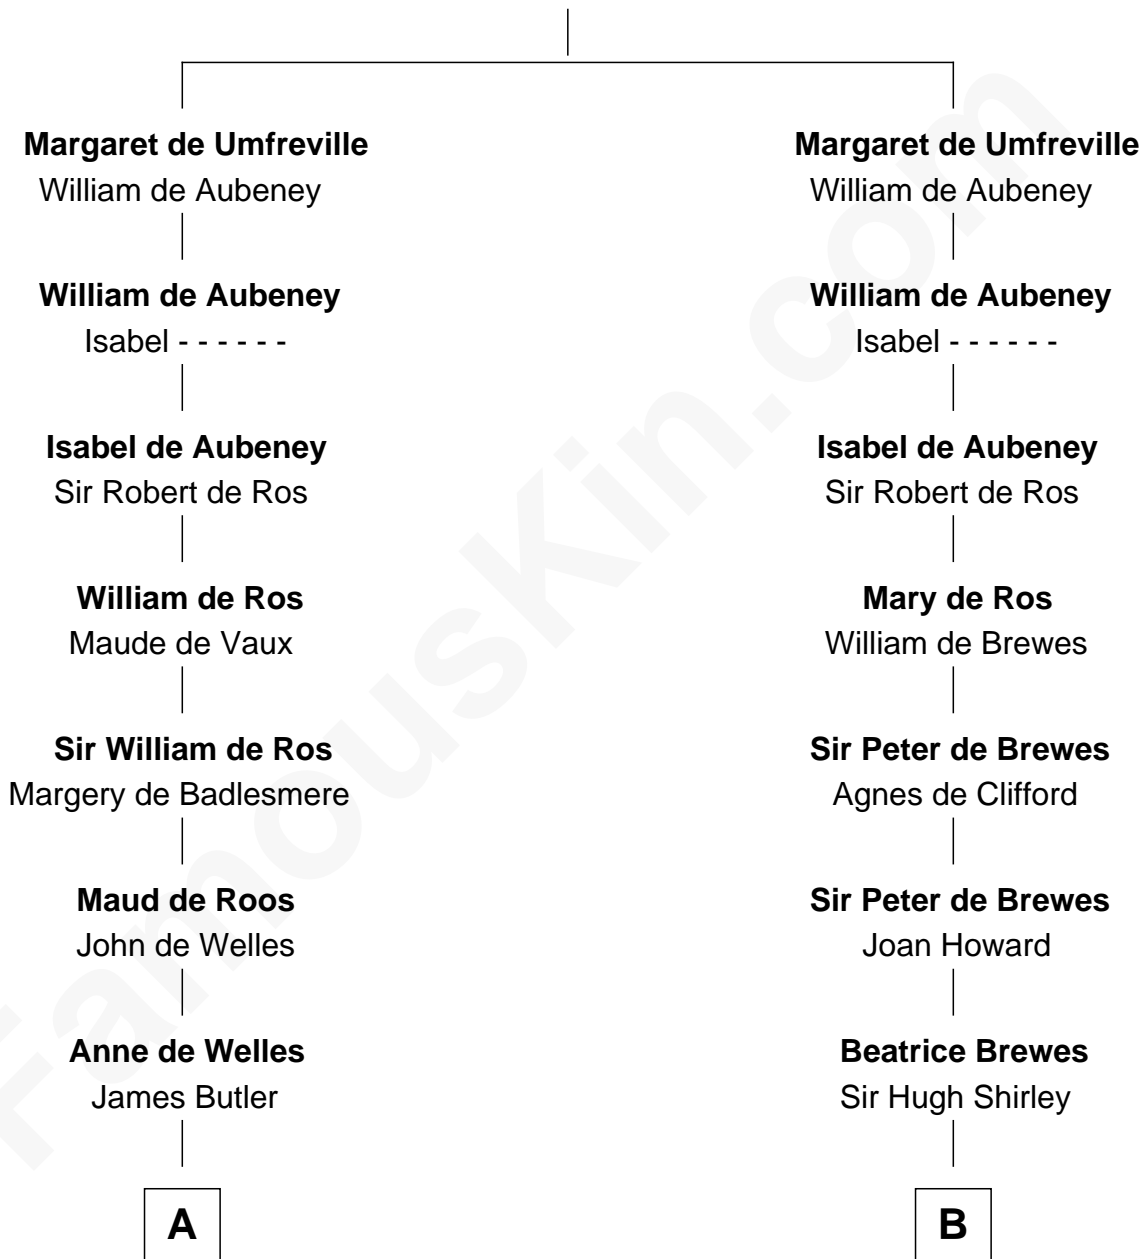 Margaret de Umfreville
William de Aubeney
William de Aubeney
Isabel - - - - - -
Isabel de Aubeney
Sir Robert de Ros
William de Ros
Maude de Vaux
Sir William de Ros
Margery de Badlesmere
Maud de Roos
John de Welles
Anne de Welles
James Butler
A
Margaret de Umfreville
William de Aubeney
William de Aubeney
Isabel - - - - - -
Isabel de Aubeney
Sir Robert de Ros
Mary de Ros
William de Brewes
Sir Peter de Brewes
Agnes de Clifford
Sir Peter de Brewes
Joan Howard
Beatrice Brewes
Sir Hugh Shirley
B
FamousKin.com